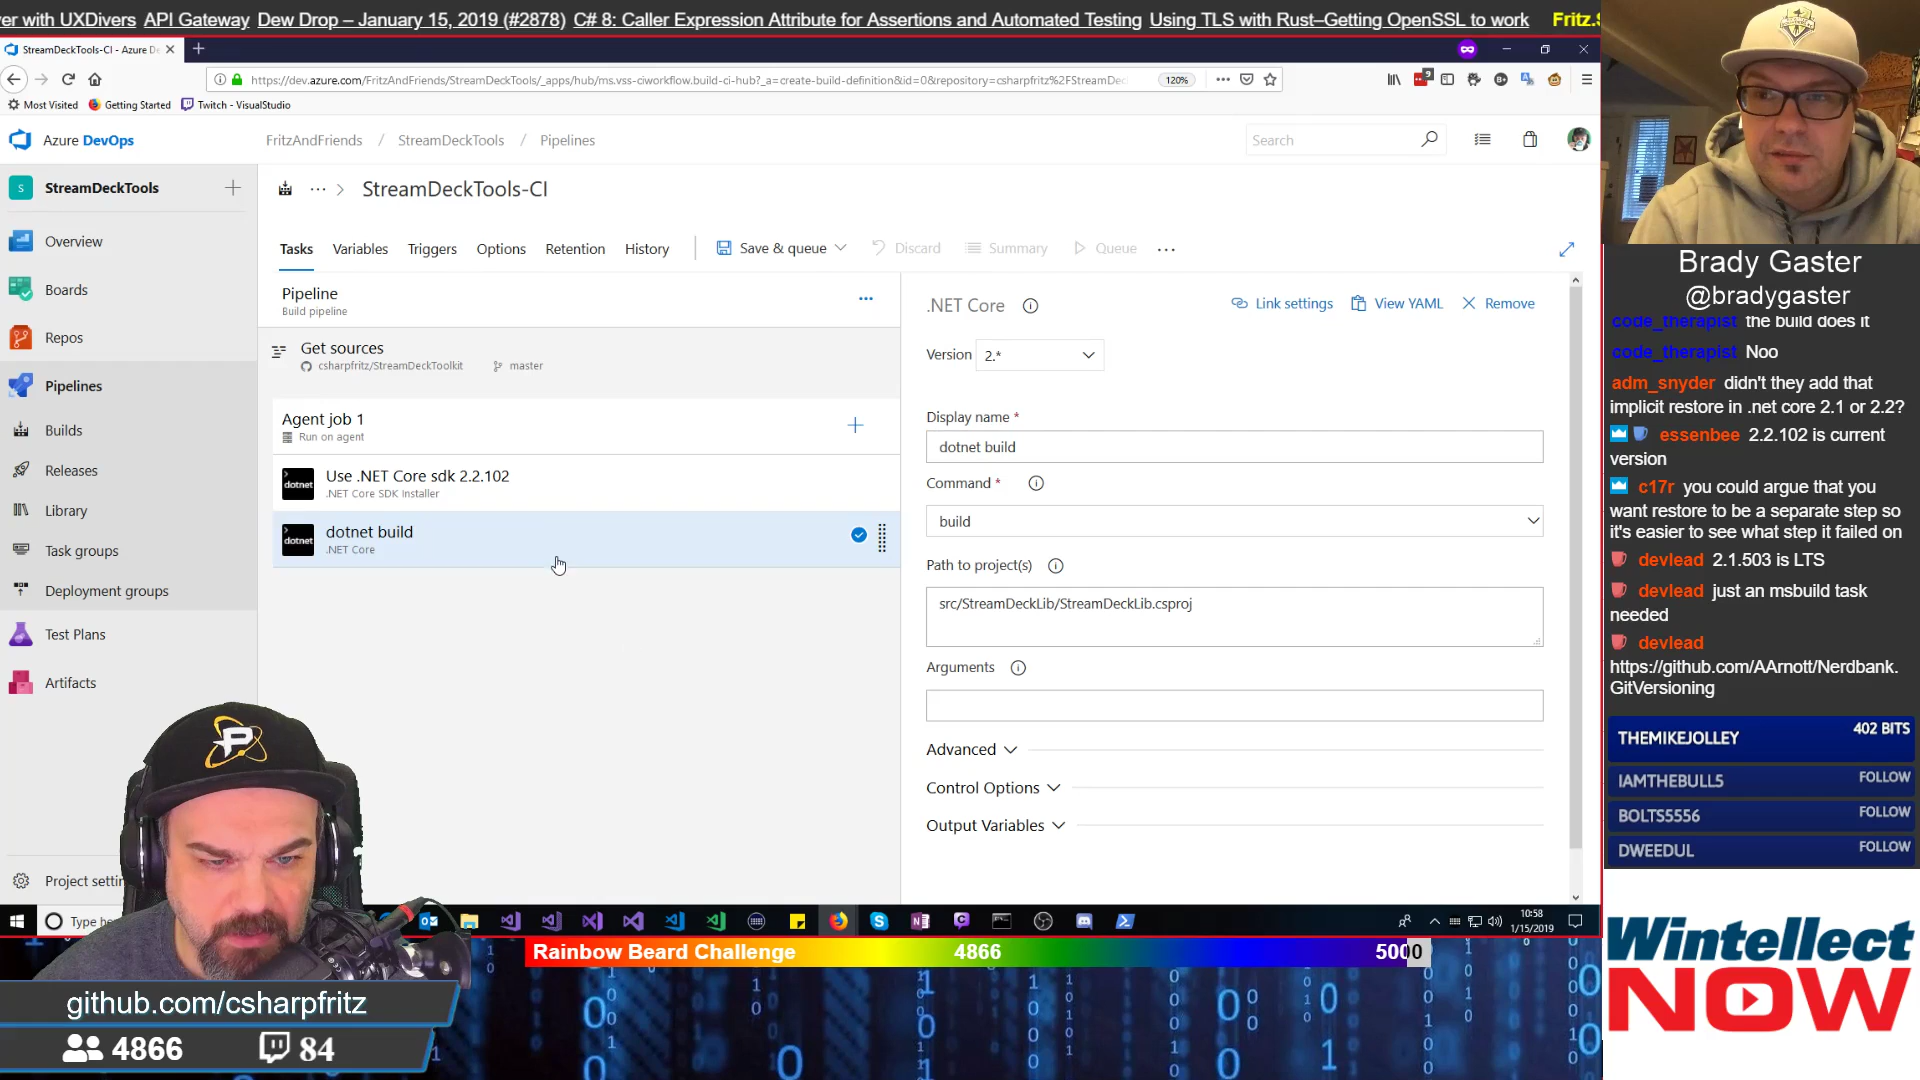 er with UXDivers API Gateway Dew Drop – January 15, 2019 (#2878) C# 8: Caller Expression Attribute for Assertions and Automated Testing Using TLS with Rust–Getting OpenSSL to work Fritz.S
StreamDeckTools-CI - Azure De
https://dev.azure.com/FritzAndFriends/StreamDeckTools/_apps/hub/ms.vss-ciworkflow.build-ci-hub?_a=create-build-definition&id=0&repository=csharpfritz%2FStreamDec
120%
9
Most Visited Getting Started Twitch - VisualStudio
Azure DevOps
FritzAndFriends / StreamDeckTools / Pipelines
Search
S StreamDeckTools
Overview
Boards
Repos
Pipelines
Builds
Releases
Library
Task groups
Deployment groups
Test Plans
Artifacts
Project settin
StreamDeckTools-CI
Tasks Variables Triggers Options Retention History Save & queue Discard Summary Queue
Pipeline
Build pipeline
Get sources
csharpfritz/StreamDeckToolkit master
Agent job 1
Run on agent
dotnet Use .NET Core sdk 2.2.102
.NET Core SDK Installer
dotnet dotnet build
.NET Core
.NET Core Link settings View YAML Remove
Version 2.*
Display name *
dotnet build
Command *
build
Path to project(s)
src/StreamDeckLib/StreamDeckLib.csproj
Arguments
Advanced
Control Options
Output Variables
Type he
10:58
1/15/2019
Brady Gaster
@bradygaster
code_therapist the build does it
code_therapist Noo
adm_snyder didn't they add that
implicit restore in .net core 2.1 or 2.2?
essenbee 2.2.102 is current
version
c17r you could argue that you
want restore to be a separate step so
it's easier to see what step it failed on
devlead 2.1.503 is LTS
devlead just an msbuild task
needed
devlead
https://github.com/AArnott/Nerdbank.
GitVersioning
THEMIKEJOLLEY 402 BITS
IAMTHEBULL5 FOLLOW
BOLTS5556 FOLLOW
DWEEDUL FOLLOW
Wintellect
NOW
Rainbow Beard Challenge 4866 5000
github.com/csharpfritz
4866 84